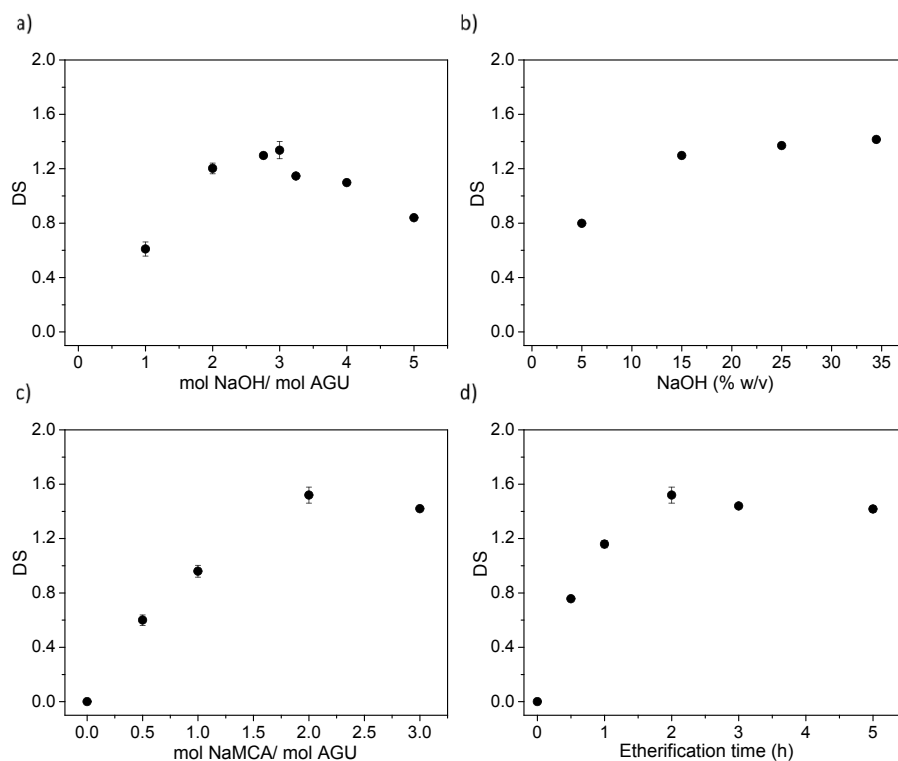 a)
2.0
1.6
1.2
0.8
0.4
0.0
DS
0 1 2 3 4 5
mol NaOH/ mol AGU
b)
2.0
1.6
1.2
0.8
0.4
0.0
DS
0 5 10 15 20 25 30 35
NaOH (% w/v)
c)
2.0
1.6
1.2
0.8
0.4
0.0
DS
0.0 0.5 1.0 1.5 2.0 2.5 3.0
mol NaMCA/ mol AGU
d)
2.0
1.6
1.2
0.8
0.4
0.0
DS
0 1 2 3 4 5
Etherification time (h)